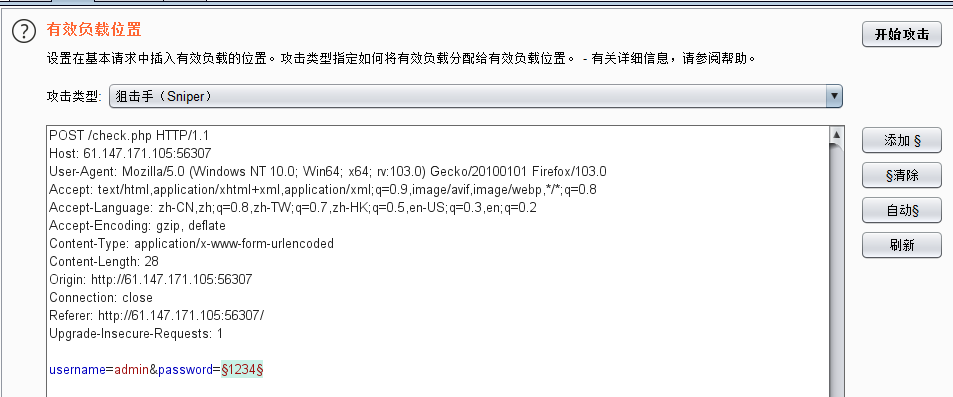 有效负载位置
开始攻击
设置在基本请求中插入有效负载的位置。攻击类型指定如何将有效负载分配给有效负载位置。 - 有关详细信息，请参阅帮助。
攻击类型: 狙击手（Sniper）
POST /check.php HTTP/1.1
Host: 61.147.171.105:56307
User-Agent: Mozilla/5.0 (Windows NT 10.0; Win64; x64; rv:103.0) Gecko/20100101 Firefox/103.0
Accept: text/html,application/xhtml+xml,application/xml;q=0.9,image/avif,image/webp,*/*;q=0.8
Accept-Language: zh-CN,zh;q=0.8,zh-TW;q=0.7,zh-HK;q=0.5,en-US;q=0.3,en;q=0.2
Accept-Encoding: gzip, deflate
Content-Type: application/x-www-form-urlencoded
Content-Length: 28
Origin: http://61.147.171.105:56307
Connection: close
Referer: http://61.147.171.105:56307/
Upgrade-Insecure-Requests: 1
username=admin&password=§1234§
添加 §
§清除
自动§
刷新